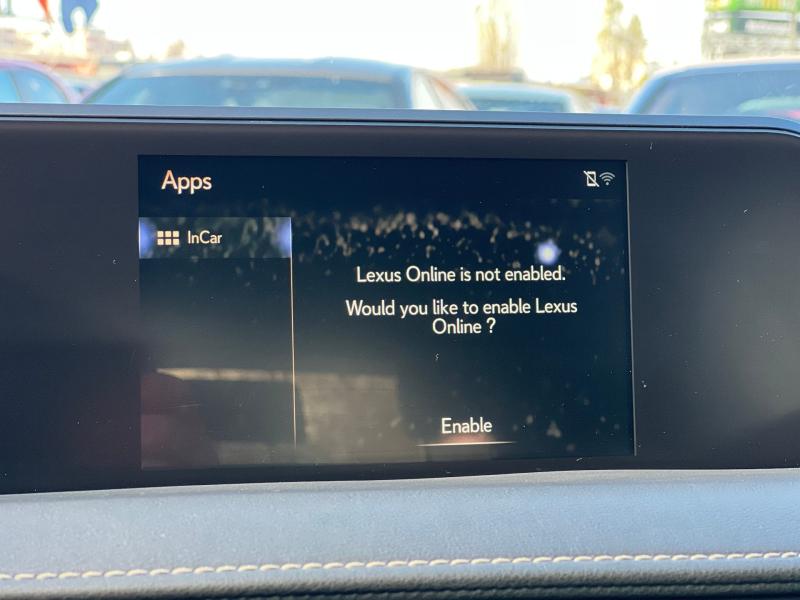 Apps
InCar
Lexus Online is not enabled.
Would you like to enable Lexus
Online ?
Enable